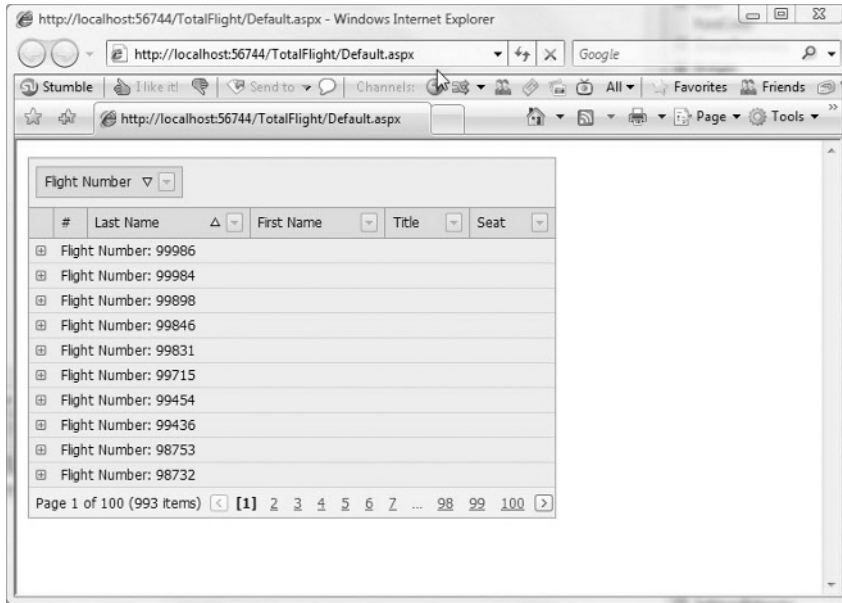 http://localhost:56744/TotalFlight/Default.aspx - Windows Internet Explorer
http://localhost:56744/TotalFlight/Default.aspx Google
Stumble I like it! Send to Channels: All Favorites Friends
http://localhost:56744/TotalFlight/Default.aspx Page Tools
Flight Number
# Last Name First Name Title Seat
Flight Number: 99986
Flight Number: 99984
Flight Number: 99898
Flight Number: 99846
Flight Number: 99831
Flight Number: 99715
Flight Number: 99454
Flight Number: 99436
Flight Number: 98753
Flight Number: 98732
Page 1 of 100 (993 items) [1] 2 3 4 5 6 7 ... 98 99 100